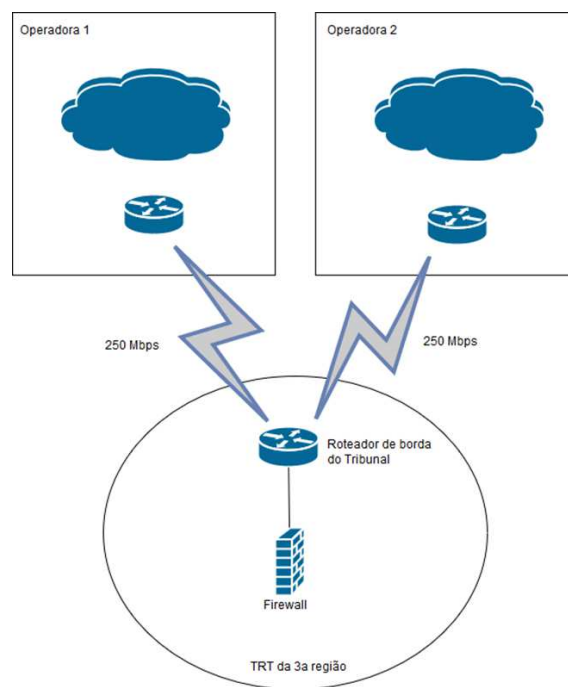 Operadora 1
Operadora 2
250 Mbps
250 Mbps
Roteador de borda
do Tribunal
Firewall
TRT da 3a região